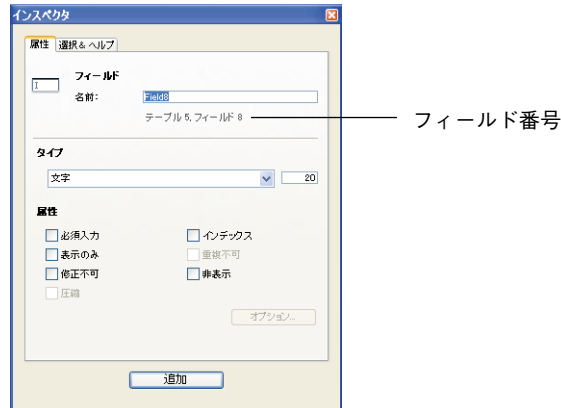 インスペクタ
属性 選択& ヘルプ
フィールド
名前: Field8
テーブル 5, フィールド 8
フィールド番号
タイプ
文字 20
属性
必須入力 インデックス
表示のみ 重複不可
修正不可 非表示
圧縮
オプション...
追加